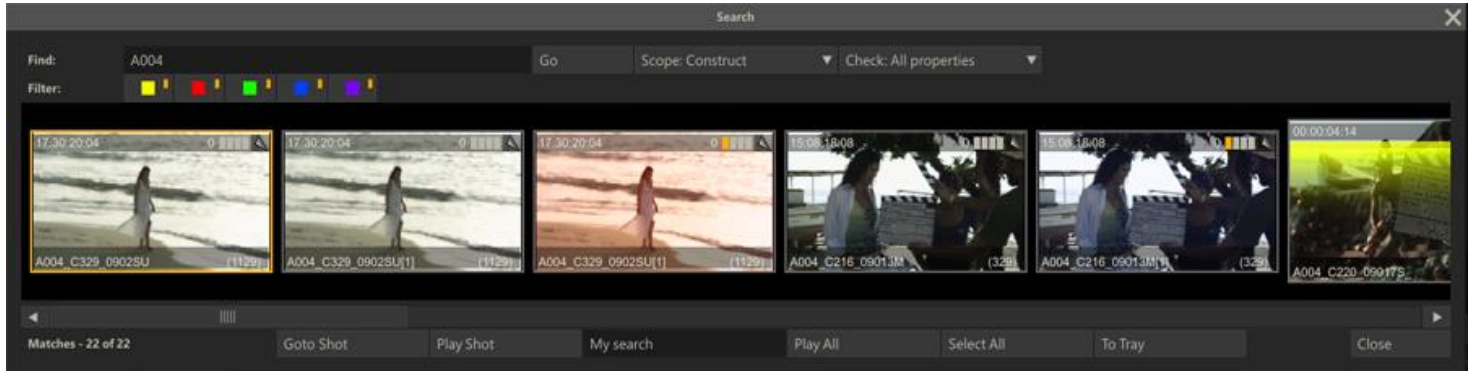 Search
Find: A004 Go Scope: Construct Check: All properties
Filter:
17:30:20:04 0
17:30:20:04 0
17:30:20:04 0
15:08:18:08 0
15:08:18:08 0
00:00:04:14
A004_C329_0902SU (1129)
A004_C329_0902SU[1] (1129)
A004_C329_0902SU[1] (1129)
A004_C216_09013M (329)
A004_C216_09013M[1] (329)
A004_C220_09017S
Matches - 22 of 22 Goto Shot Play Shot My search Play All Select All To Tray Close